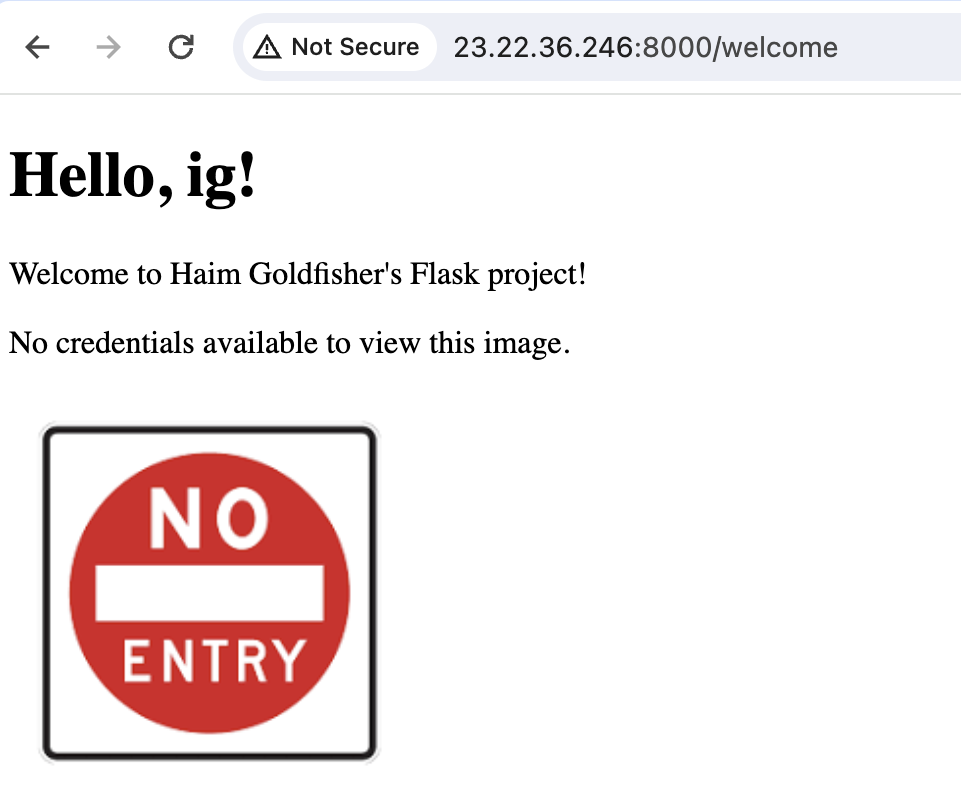 Not Secure 23.22.36.246:8000/welcome
Hello, ig!
Welcome to Haim Goldfisher's Flask project!
No credentials available to view this image.
NO
ENTRY